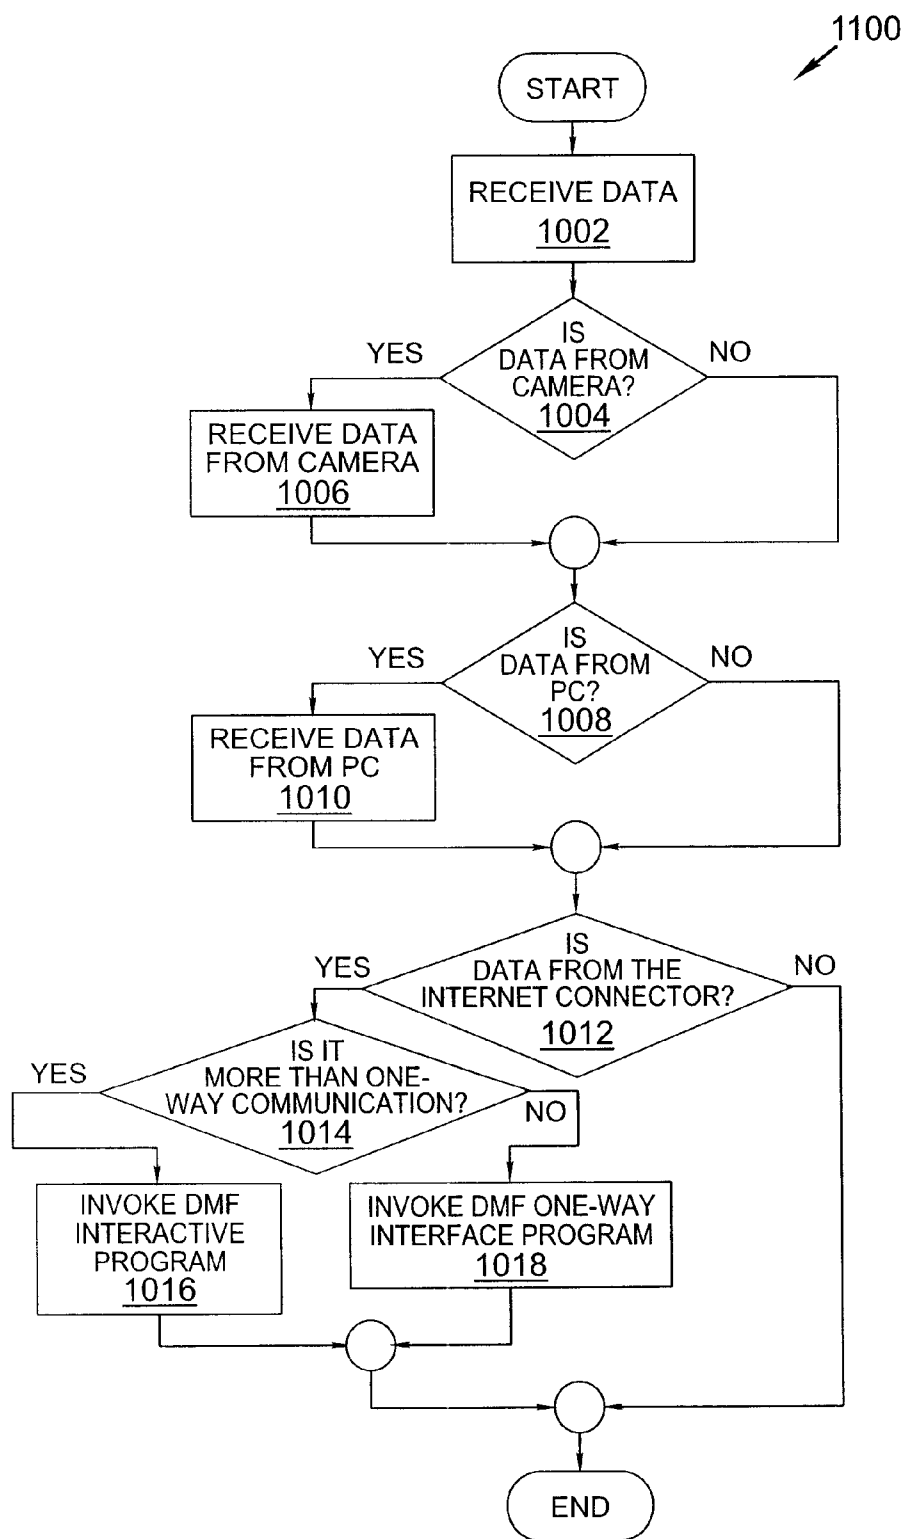 1100
START
RECEIVE DATA
1002
IS
DATA FROM
CAMERA?
1004
YES
NO
RECEIVE DATA
FROM CAMERA
1006
IS
DATA FROM
PC?
1008
YES
NO
RECEIVE DATA
FROM PC
1010
IS
DATA FROM THE
INTERNET CONNECTOR?
1012
YES
NO
IS IT
MORE THAN ONE-
WAY COMMUNICATION?
1014
YES
NO
INVOKE DMF
INTERACTIVE
PROGRAM
1016
INVOKE DMF ONE-WAY
INTERFACE PROGRAM
1018
END